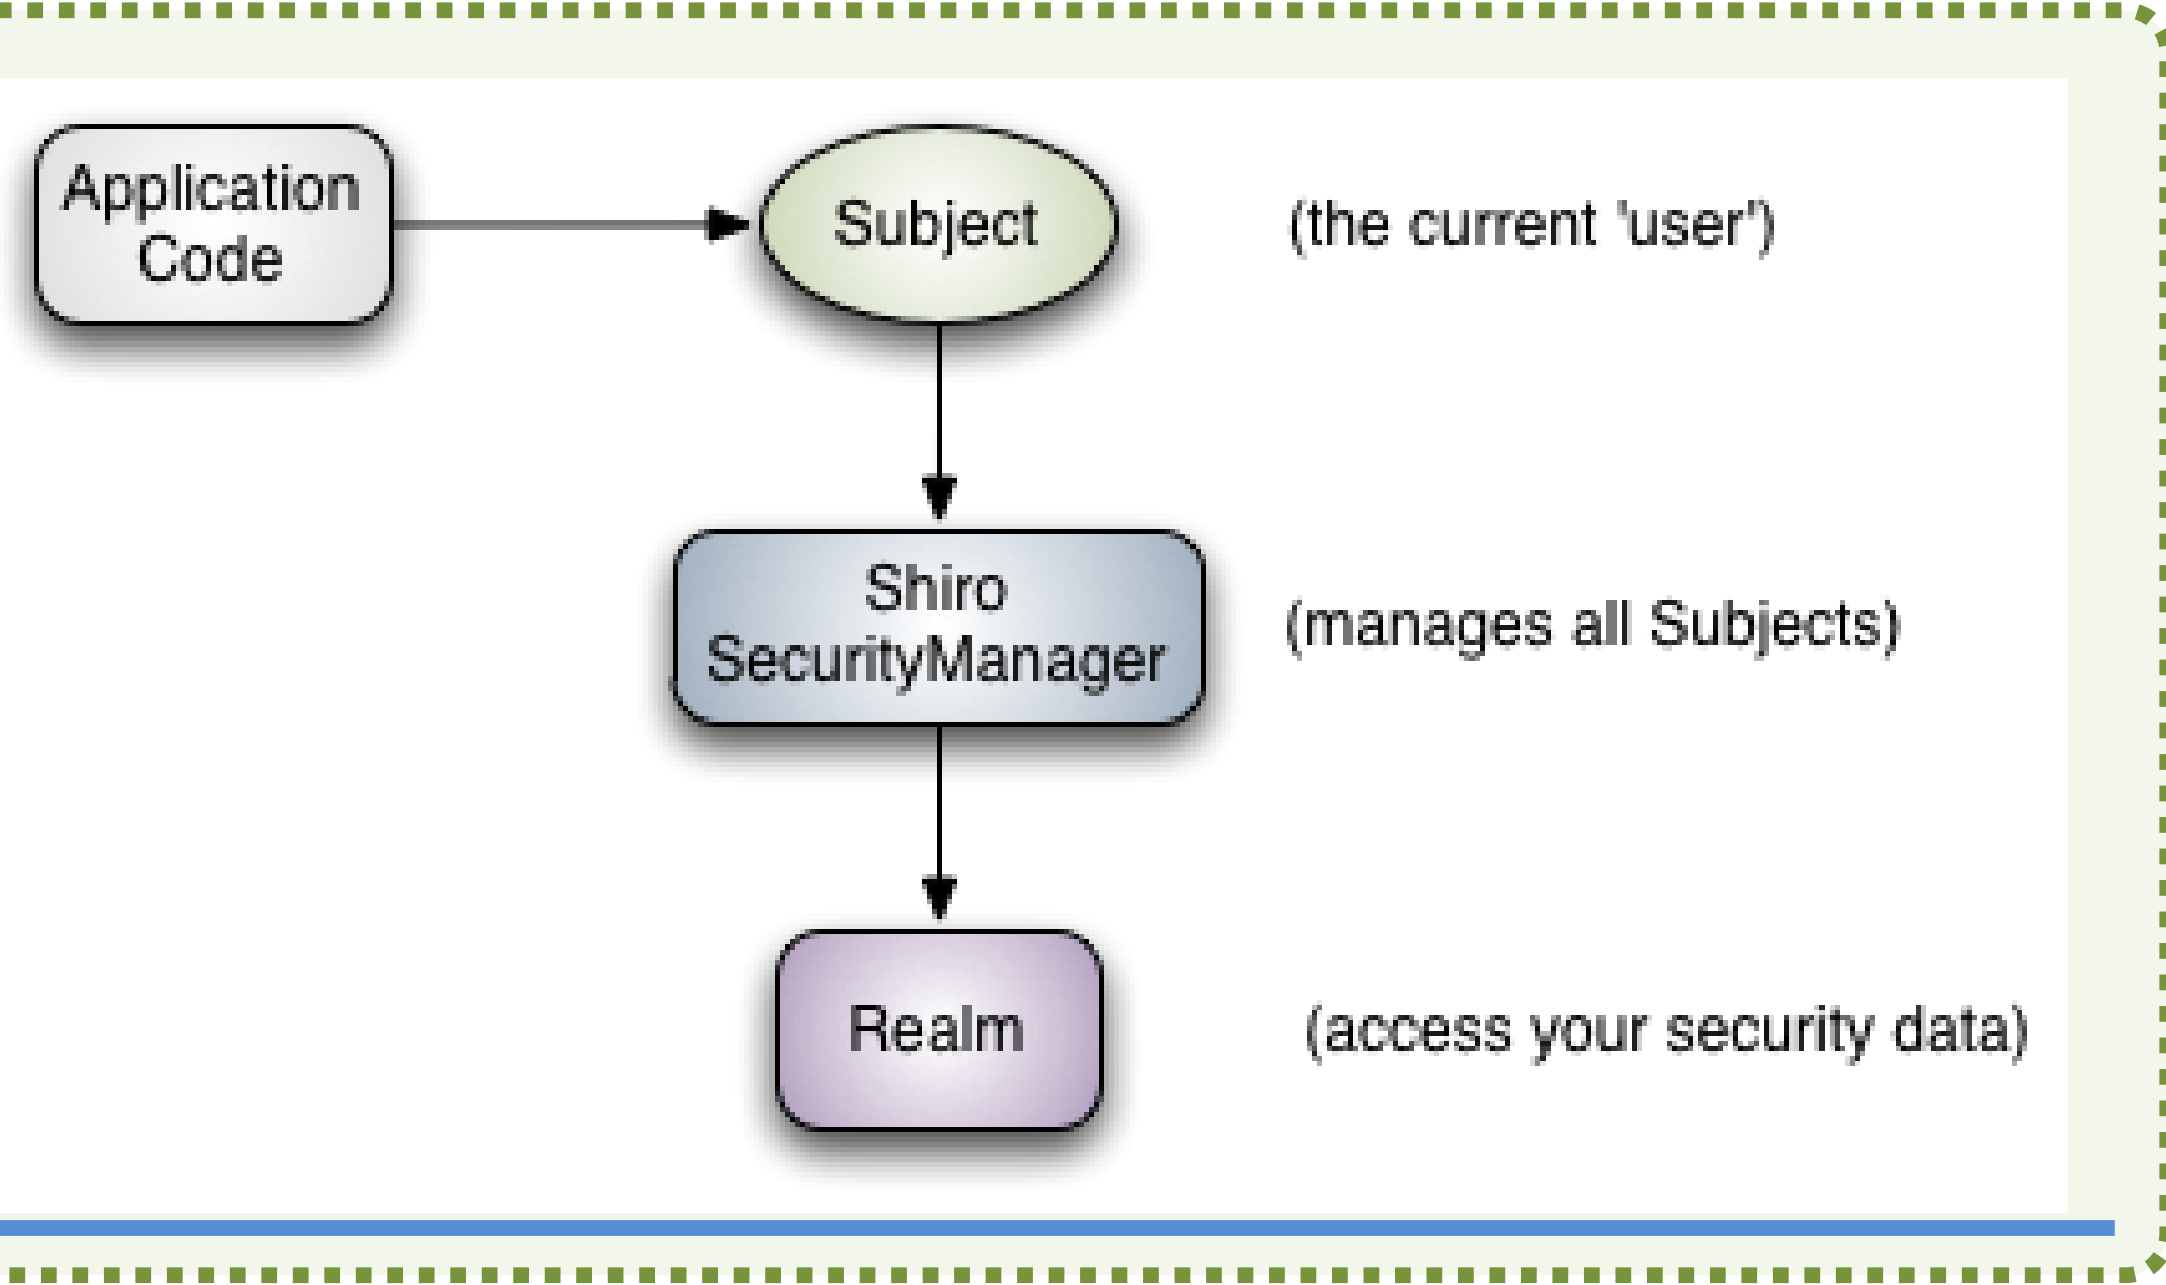 Application
Code
Subject
(the current 'user')
Shiro
SecurityManager
(manages all Subjects)
Realm
(access your security data)